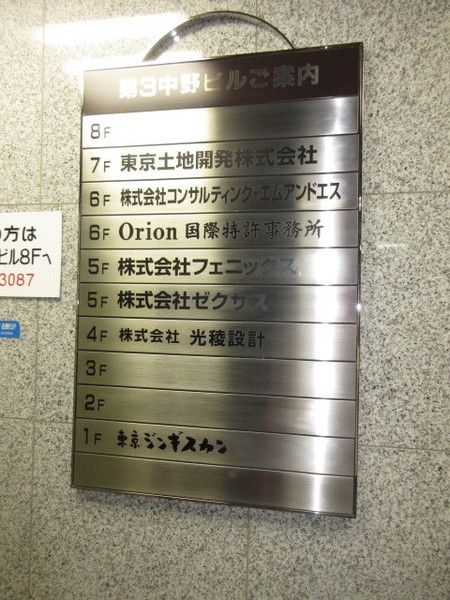 第3中野ビルご案内
8F
7F 東京土地開発株式会社
6F 株式会社コンサルティング・エムアンドエス
6F Orion 国際特許事務所
5F 株式会社フェニックス
5F 株式会社ゼクサス
4F 株式会社 光稜設計
3F
2F
1F 東京ジンギスカン
の方は
ビル8Fへ
3087